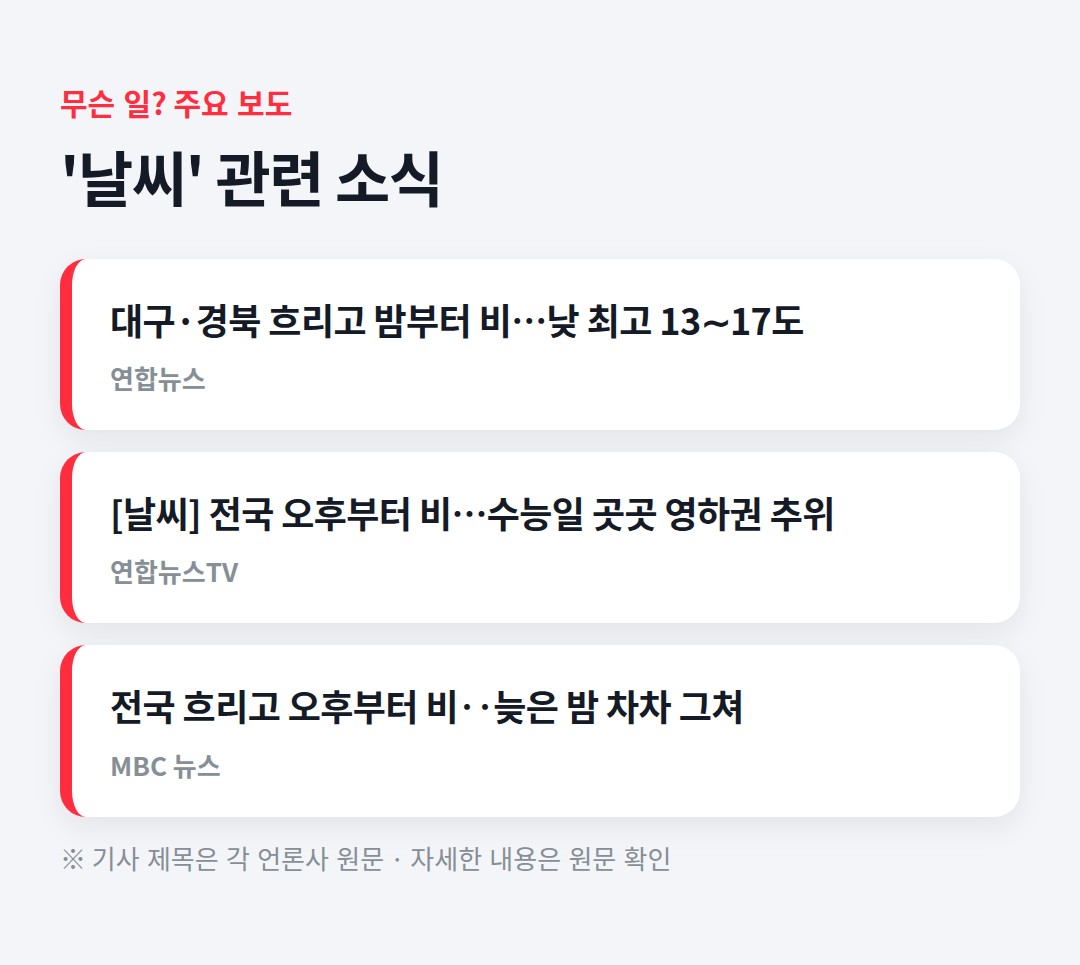 무슨 일? 주요 보도
'날씨' 관련 소식
대구·경북 흐리고 밤부터 비…낮 최고 13~17도
연합뉴스
[날씨] 전국 오후부터 비…수능일 곳곳 영하권 추위
연합뉴스TV
전국 흐리고 오후부터 비··늦은 밤 차차 그쳐
MBC 뉴스
※ 기사 제목은 각 언론사 원문 · 자세한 내용은 원문 확인